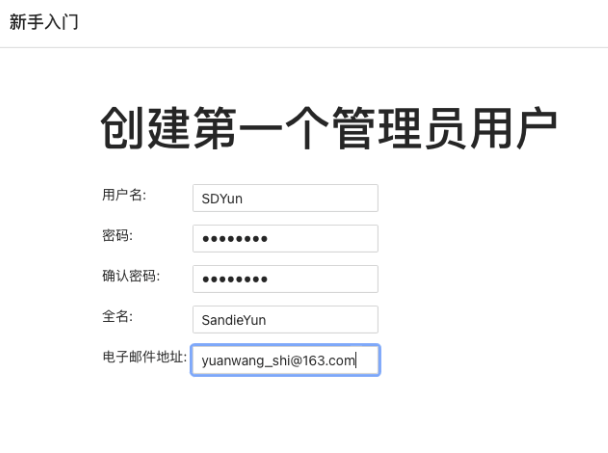 新手入门
创建第一个管理员用户
用户名: SDYun
密码: ••••••••
确认密码: ••••••••
全名: SandieYun
电子邮件地址: yuanwang_shi@163.com